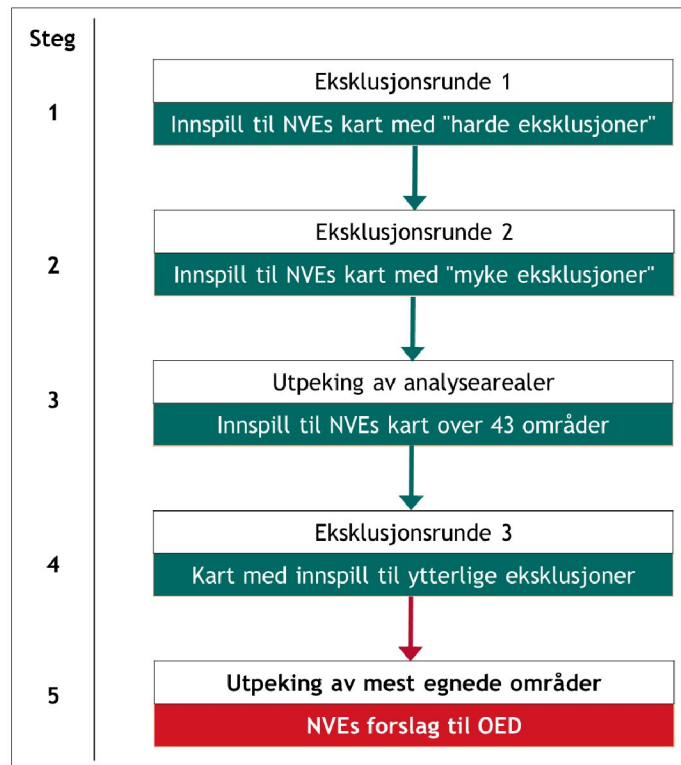 Steg
1
Eksklusjonsrunde 1
Innspill til NVEs kart med "harde eksklusjoner"
2
Eksklusjonsrunde 2
Innspill til NVEs kart med "myke eksklusjoner"
3
Utpeking av analysearealer
Innspill til NVEs kart over 43 områder
4
Eksklusjonsrunde 3
Kart med innspill til ytterlige eksklusjoner
5
Utpeking av mest egnede områder
NVEs forslag til OED